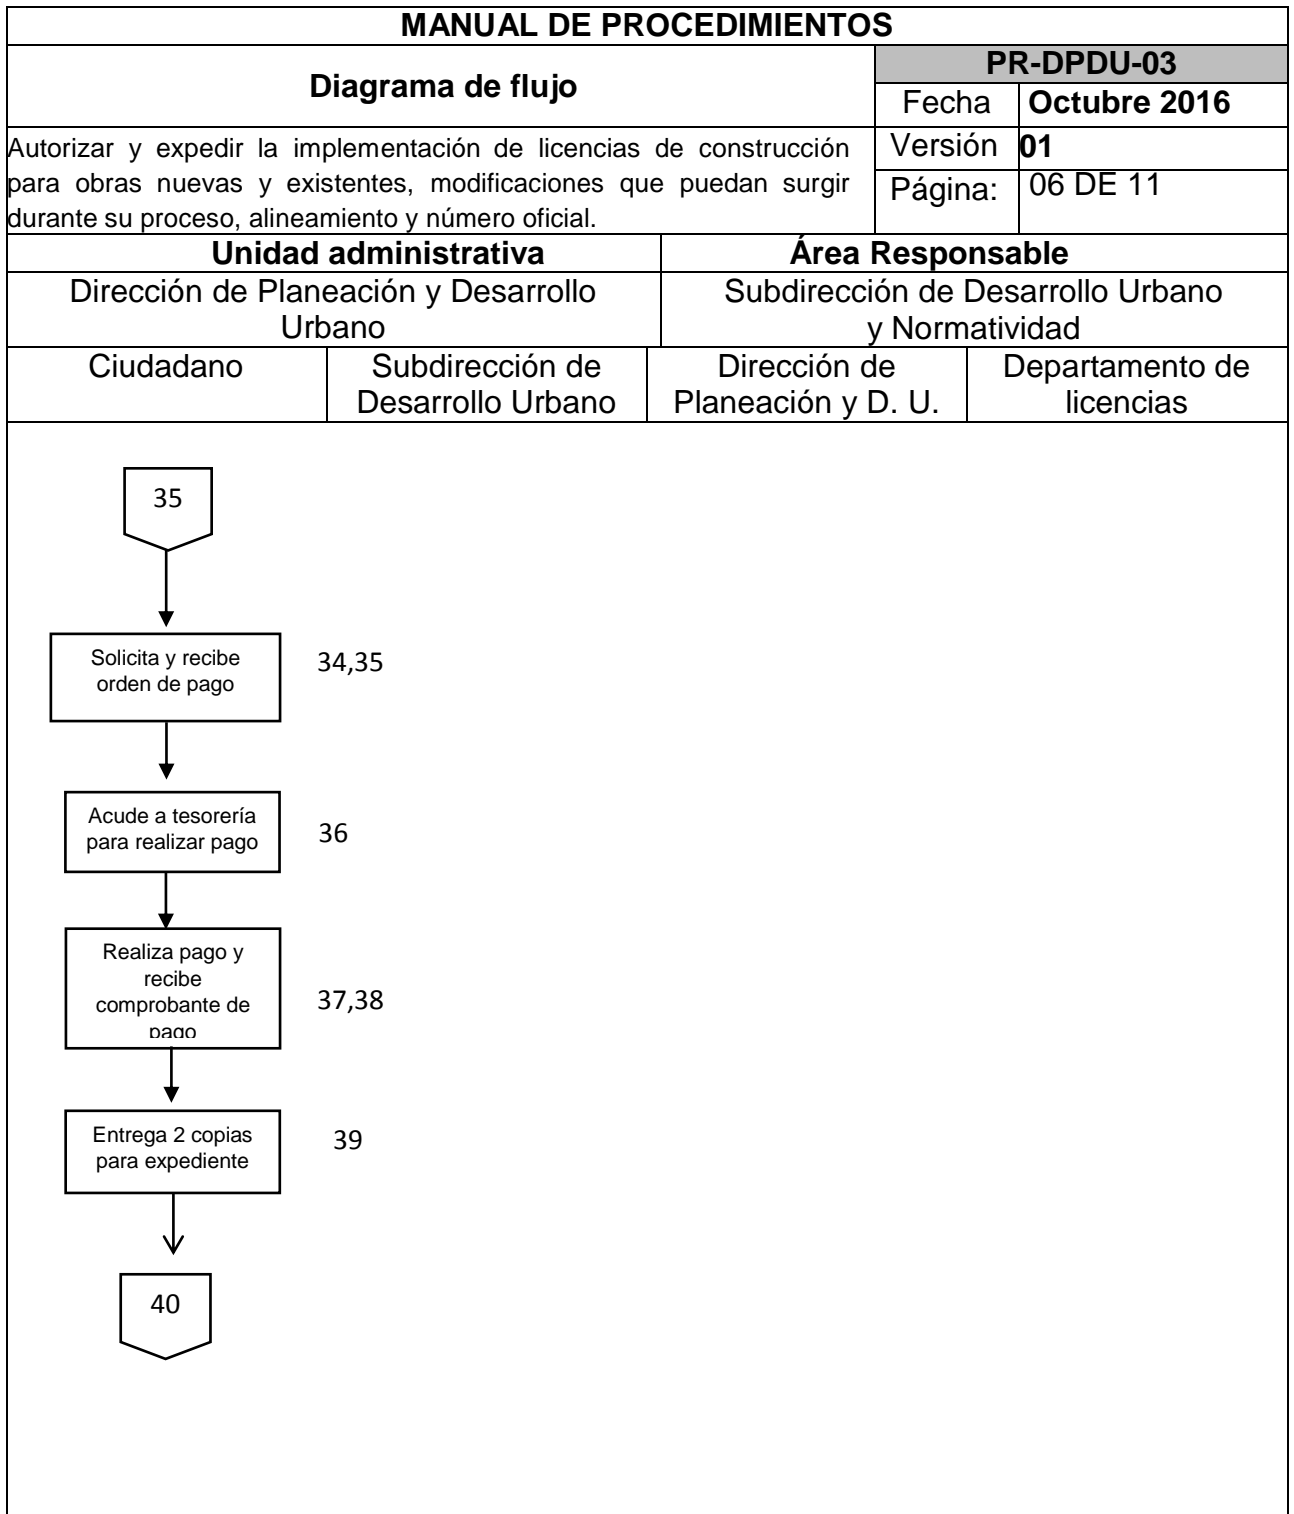 MANUAL DE PROCEDIMIENTOS
Diagrama de flujo
PR-DPDU-03
Fecha
Octubre 2016
Autorizar y expedir la implementación de licencias de construcción
para obras nuevas y existentes, modificaciones que puedan surgir
durante su proceso, alineamiento y número oficial.
Versión
01
Página:
06 DE 11
Unidad administrativa
Área Responsable
Dirección de Planeación y Desarrollo
Urbano
Subdirección de Desarrollo Urbano
y Normatividad
Ciudadano
Subdirección de
Desarrollo Urbano
Dirección de
Planeación y D. U.
Departamento de
licencias
35
Solicita y recibe
orden de pago
34,35
Acude a tesorería
para realizar pago
36
Realiza pago y
recibe
comprobante de
pago
37,38
Entrega 2 copias
para expediente
39
40